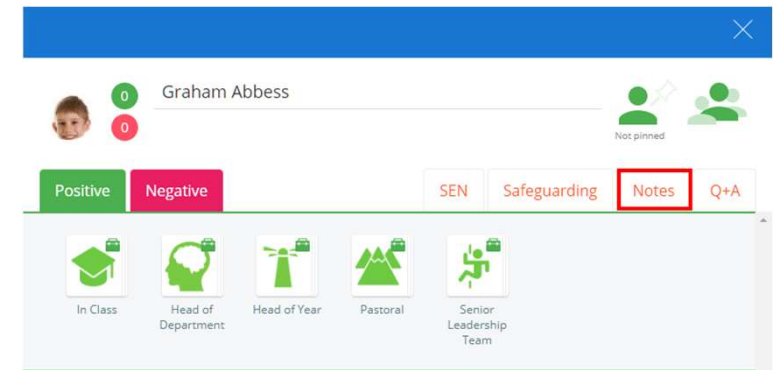 0
Graham Abbess
0
Not pinned
Positive Negative SEN Safeguarding Notes Q+A
In Class Head of Department Head of Year Pastoral Senior Leadership Team